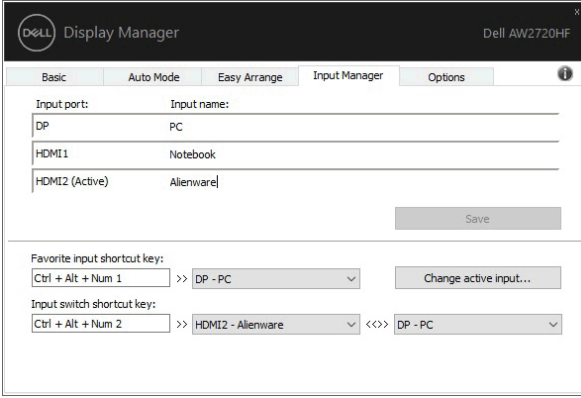 DELL Display Manager Dell AW2720HF x
Basic Auto Mode Easy Arrange Input Manager Options i
Input port: Input name:
DP PC
HDMI1 Notebook
HDMI2 (Active) Alienware
Save
Favorite input shortcut key:
Ctrl + Alt + Num 1 >> DP - PC Change active input...
Input switch shortcut key:
Ctrl + Alt + Num 2 >> HDMI2 - Alienware <<>> DP - PC